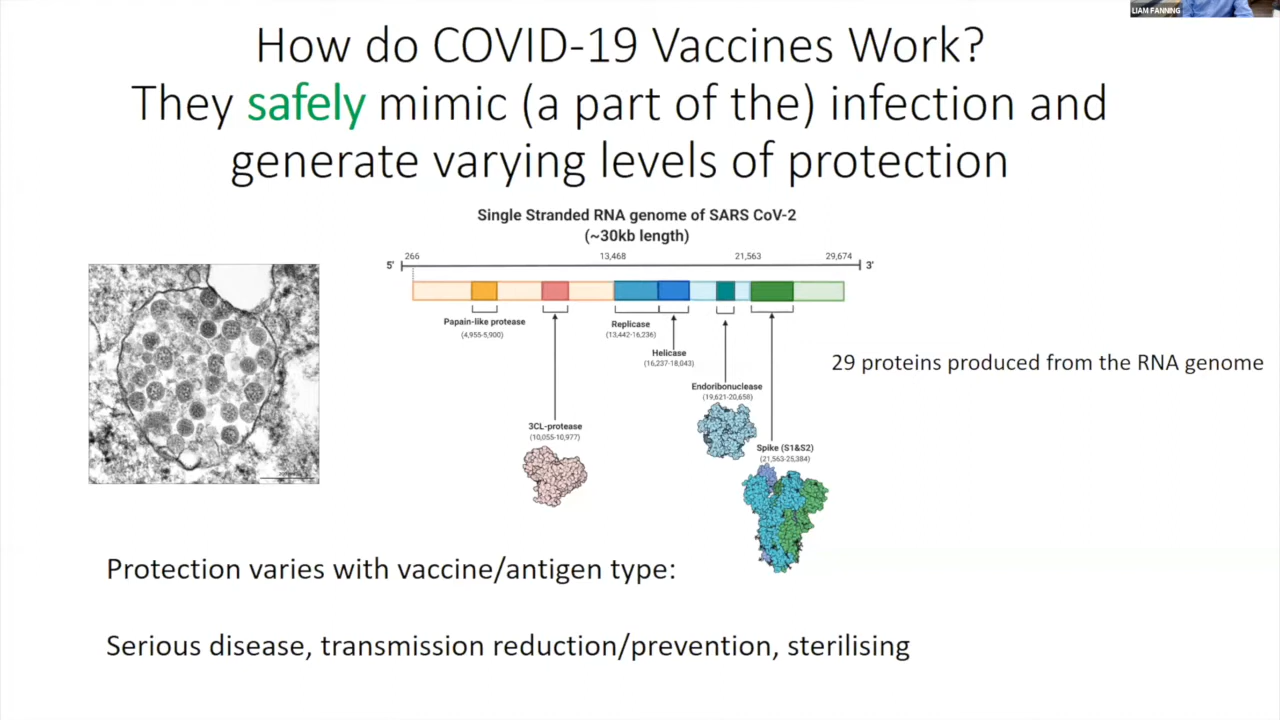 LIAM FANNING
How do COVID-19 Vaccines Work?
They safely mimic (a part of the) infection and
generate varying levels of protection
Single Stranded RNA genome of SARS CoV-2
(~30kb length)
266 13,468 21,563 29,674
5' 3'
Papain-like protease
(4,955-5,900)
Replicase
(13,442-16,236)
Helicase
(16,237-18,043)
29 proteins produced from the RNA genome
Endoribonuclease
(19,621-20,658)
3CL-protease
(10,055-10,977)
Spike (S1&S2)
(21,563-25,384)
Protection varies with vaccine/antigen type:
Serious disease, transmission reduction/prevention, sterilising